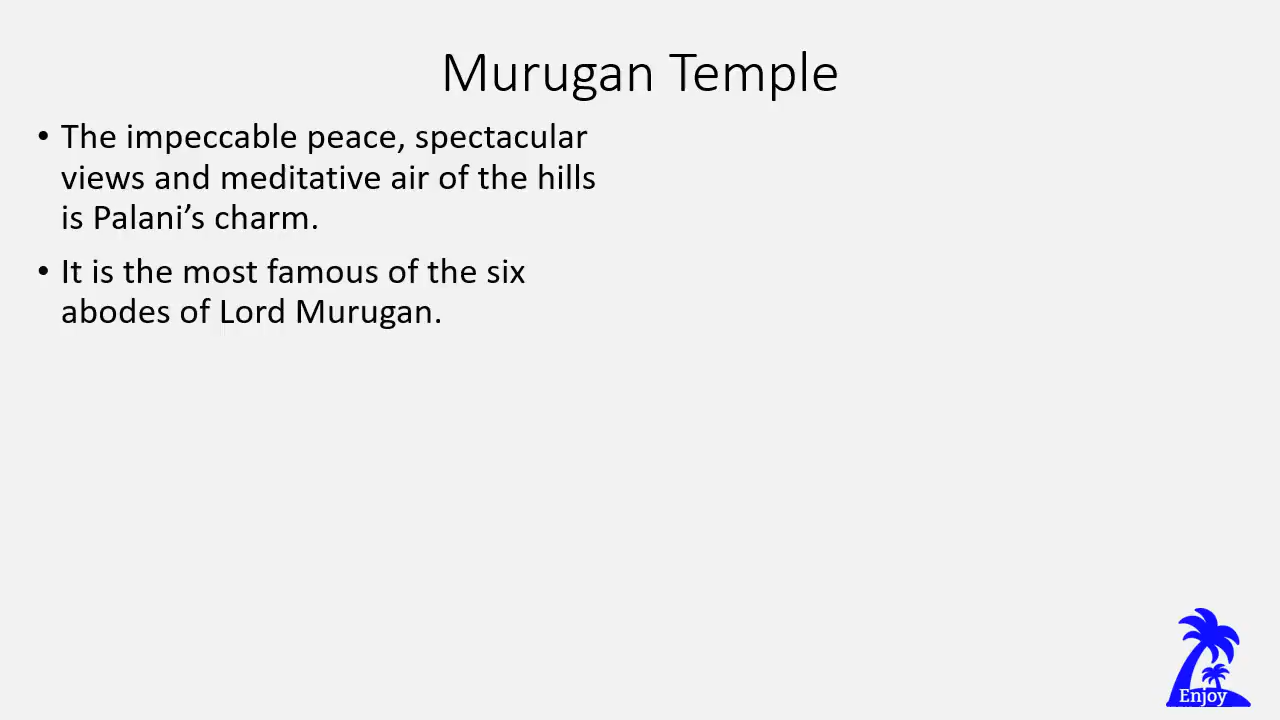 Murugan Temple
• The impeccable peace, spectacular
views and meditative air of the hills
is Palani’s charm.
• It is the most famous of the six
abodes of Lord Murugan.
Enjoy